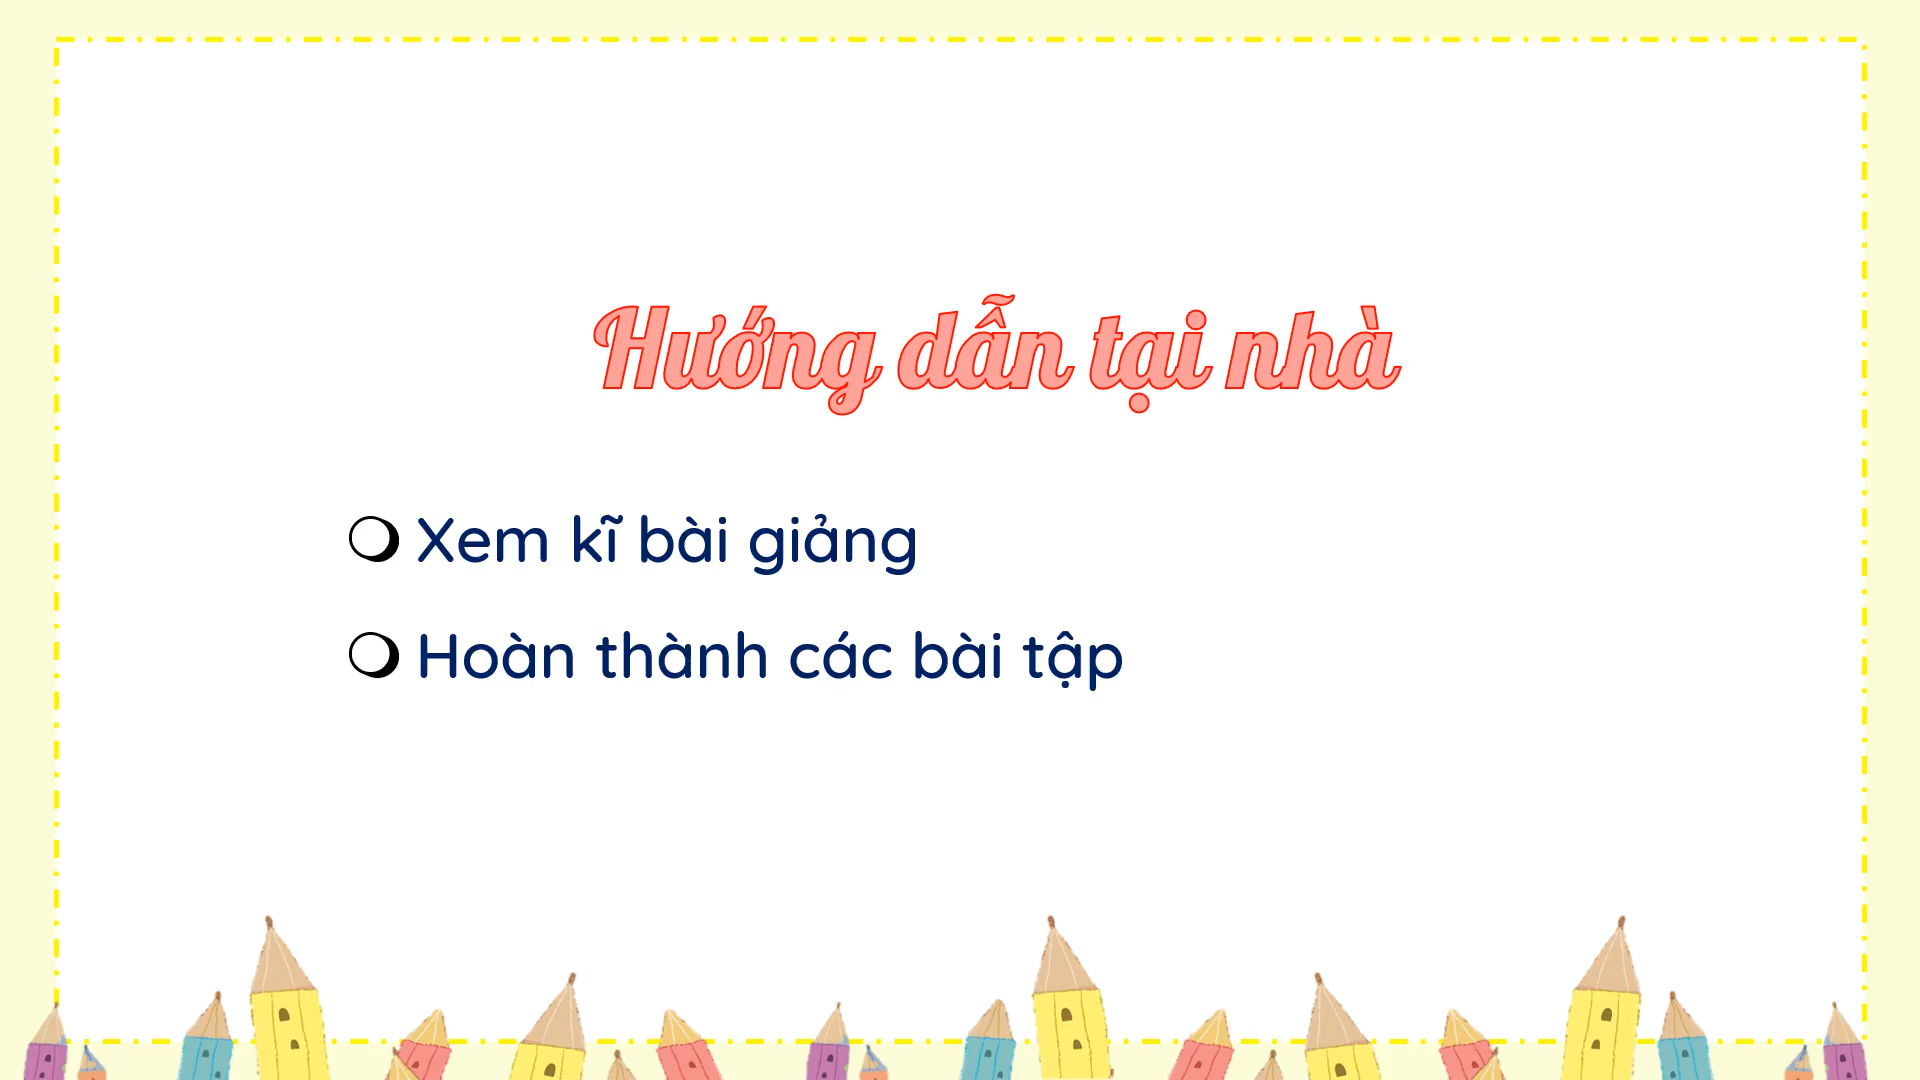 Hướng dẫn tại nhà
❍ Xem kĩ bài giảng
❍ Hoàn thành các bài tập